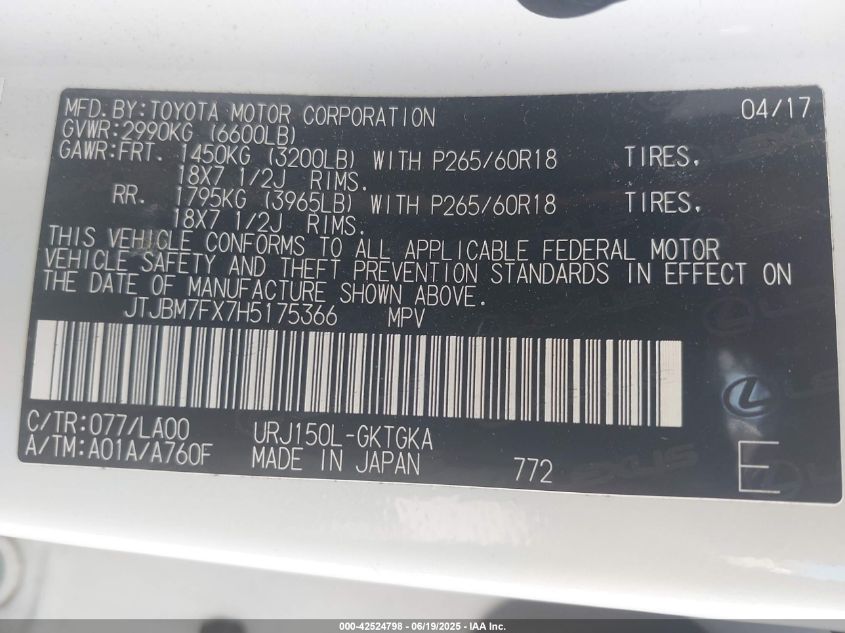 MFD.BY:TOYOTA MOTOR CORPORATION 04/17
GVWR:2990KG (6600LB)
GAWR:FRT. 1450KG (3200LB) WITH P265/60R18 TIRES,
18X7 1/2J RIMS.
RR. 1795KG (3965LB) WITH P265/60R18 TIRES,
18X7 1/2J RIMS.
THIS VEHICLE CONFORMS TO ALL APPLICABLE FEDERAL MOTOR
VEHICLE SAFETY AND THEFT PREVENTION STANDARDS IN EFFECT ON
THE DATE OF MANUFACTURE SHOWN ABOVE.
JTJBM7FX7H5175366 MPV
C/TR:077/LA00 URJ150L-GKTGKA
A/TM:A01A/A760F MADE IN JAPAN 772 E
000-42524798 - 06/19/2025 - IAA Inc.